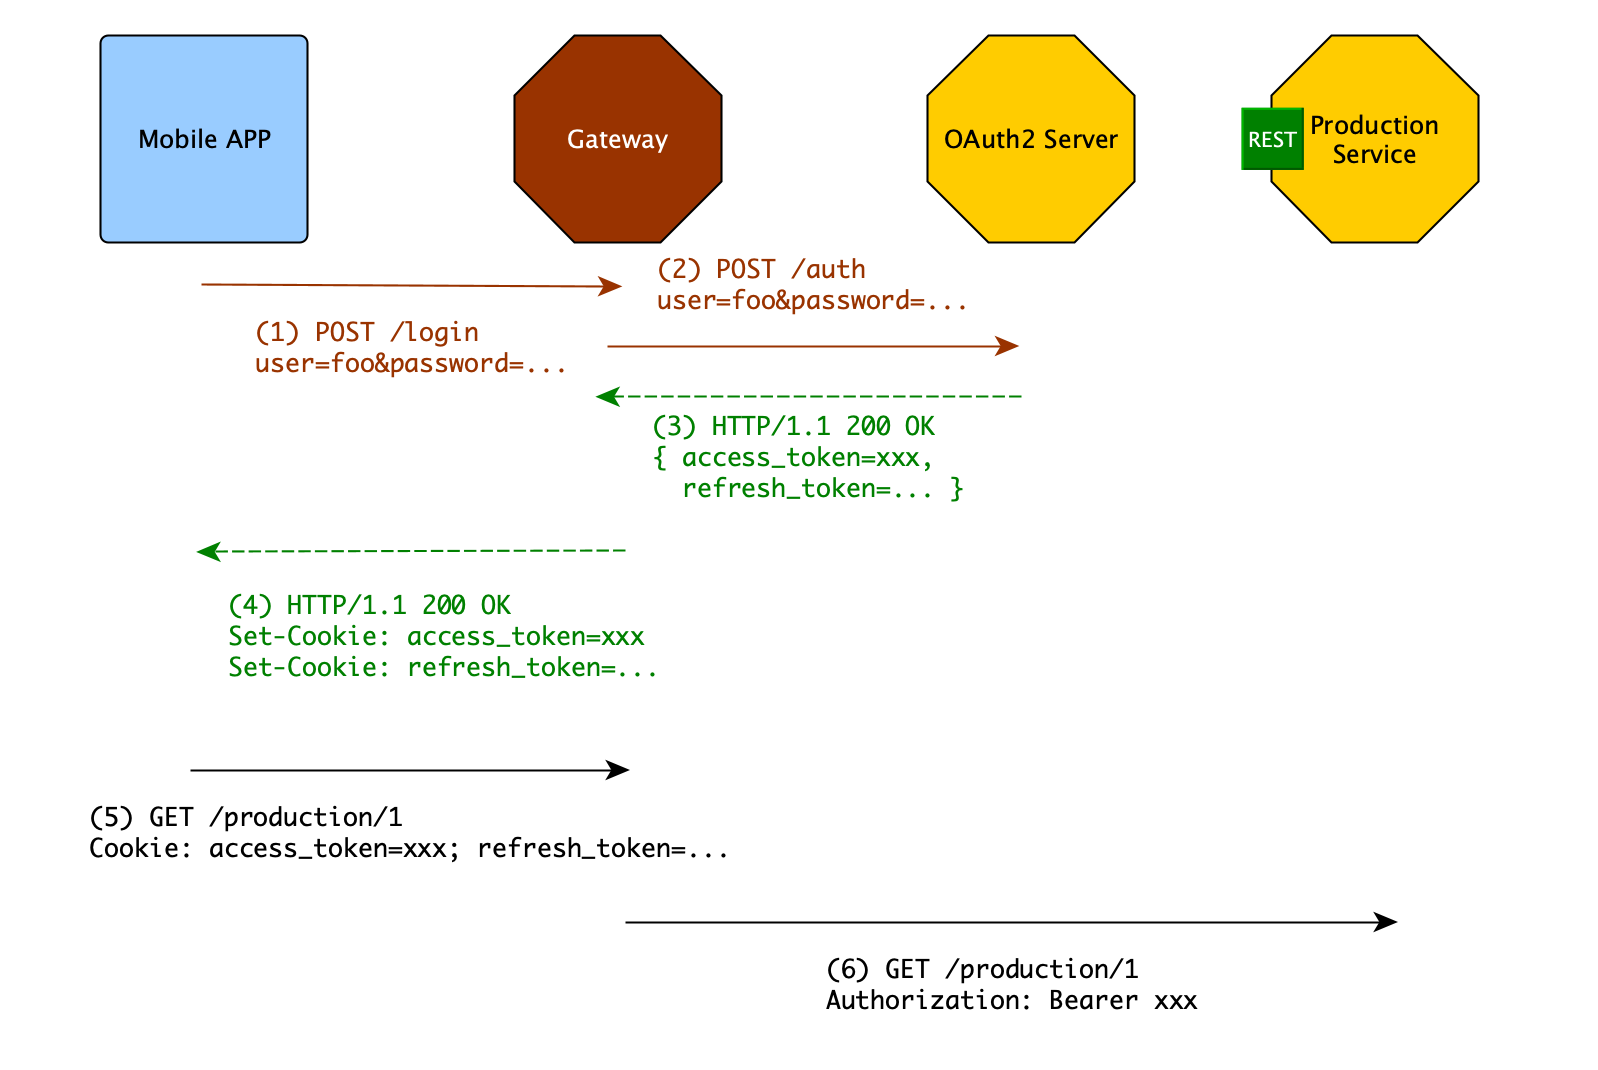 Mobile APP
Gateway
OAuth2 Server
REST
Production
Service
(2) POST /auth
user=foo&password=...
(1) POST /login
user=foo&password=...
(3) HTTP/1.1 200 OK
{ access_token=xxx,
refresh_token=... }
(4) HTTP/1.1 200 OK
Set-Cookie: access_token=xxx
Set-Cookie: refresh_token=...
(5) GET /production/1
Cookie: access_token=xxx; refresh_token=...
(6) GET /production/1
Authorization: Bearer xxx